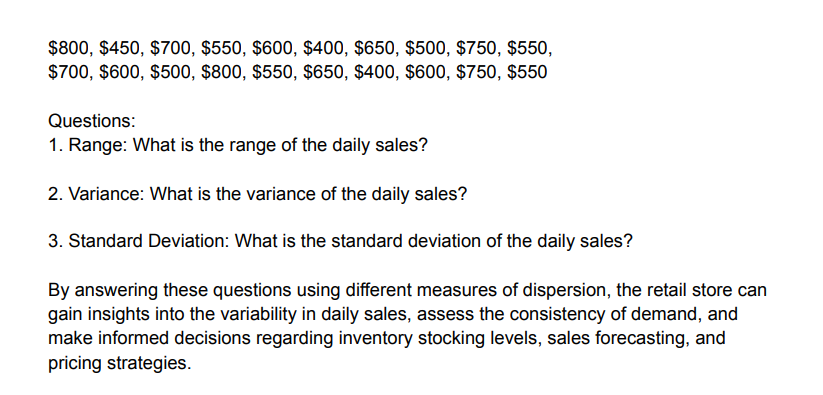 $800, $450, $700, $550, $600, $400, $650, $500, $750, $550,
$700, $600, $500, $800, $550, $650, $400, $600, $750, $550
Questions:
1. Range: What is the range of the daily sales?
2. Variance: What is the variance of the daily sales?
3. Standard Deviation: What is the standard deviation of the daily sales?
By answering these questions using different measures of dispersion, the retail store can
gain insights into the variability in daily sales, assess the consistency of demand, and
make informed decisions regarding inventory stocking levels, sales forecasting, and
pricing strategies.